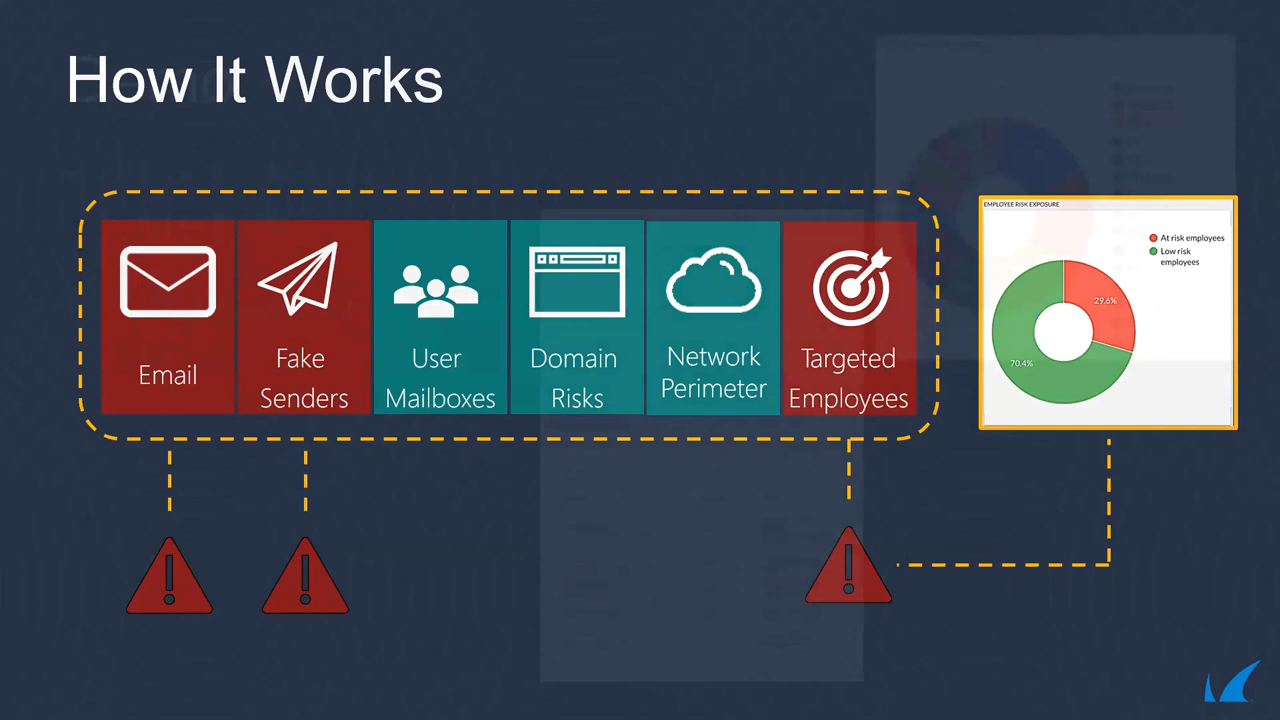 How It Works
Email
Fake
Senders
User
Mailboxes
Domain
Risks
Network
Perimeter
Targeted
Employees
EMPLOYEE RISK EXPOSURE
At risk employees
Low risk
employees
29.6%
70.4%